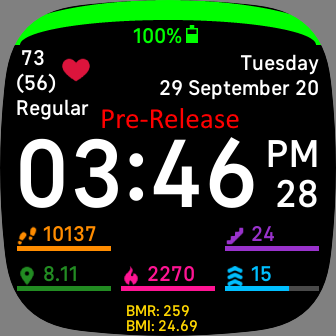 100%
73
(56)
Regular
Tuesday
29 September 20
Pre-Release
03:46 PM
28
10137 24
8.11 2270 15
BMR: 259
BMI: 24.69